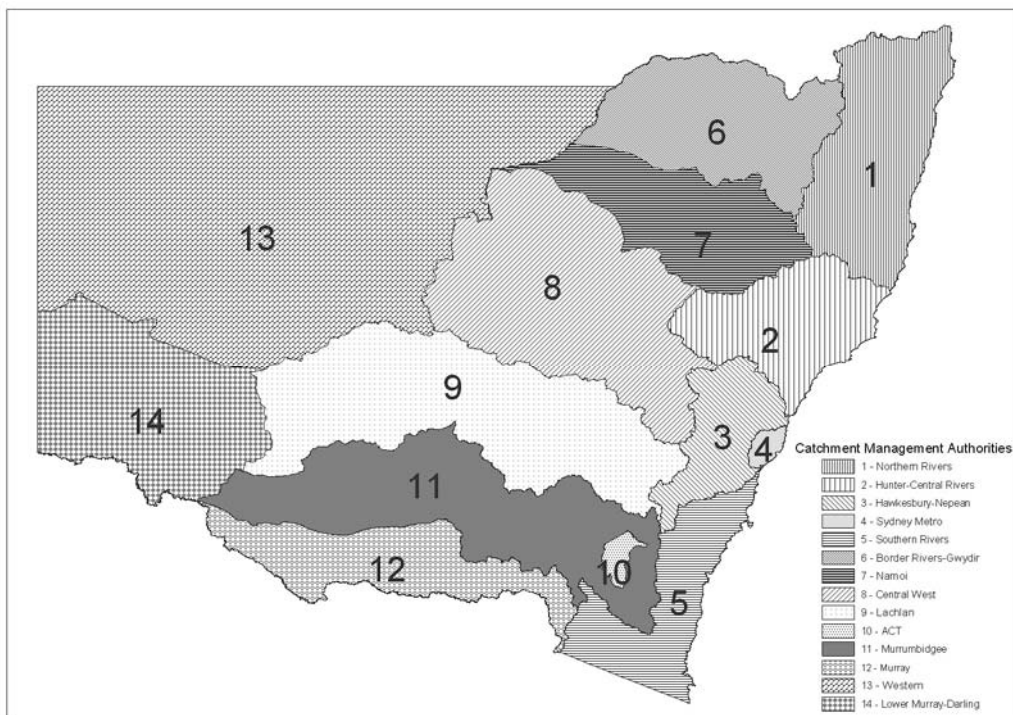 6
1
13
7
8
2
9
14
3
4
11
12
10
5
Catchment Management Authorities
1 - Northern Rivers
2 - Hunter-Central Rivers
3 - Hawkesbury-Nepean
4 - Sydney Metro
5 - Southern Rivers
6 - Border Rivers-Gwydir
7 - Namoi
8 - Central West
9 - Lachlan
10 - ACT
11 - Murrumbidgee
12 - Murray
13 - Western
14 - Lower Murray-Darling